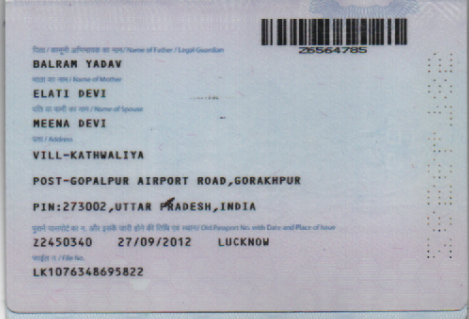 पिता / कानूनी अभिभावक का नाम / Name of Father / Legal Guardian
26564785
BALRAM YADAV
माता का नाम / Name of Mother
ELATI DEVI
पति या पत्नी का नाम / Name of Spouse
MEENA DEVI
पता / Address
VILL-KATHWALIYA
POST-GOPALPUR AIRPORT ROAD,GORAKHPUR
PIN:273002,UTTAR PRADESH,INDIA
पुराने पासपोर्ट का न. और इसके जारी होने की तिथि एवं स्थान / Old Passport No. with Date and Place of Issue
Z2450340 27/09/2012 LUCKNOW
फाईल न / File No.
LK1076348695822